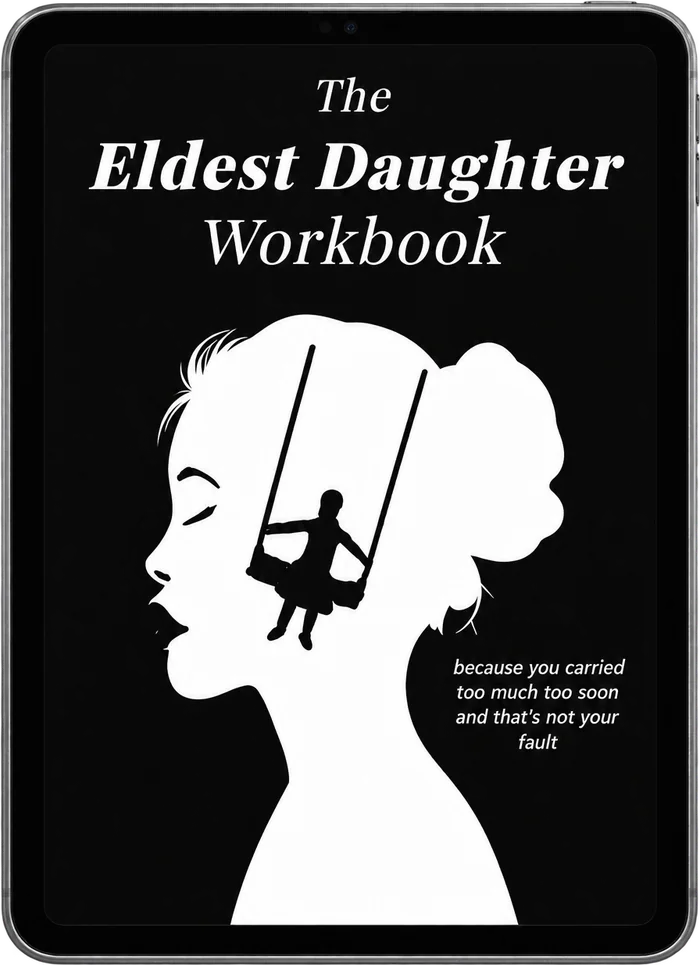 The
Eldest Daughter
Workbook
because you carried
too much too soon
and that's not your
fault